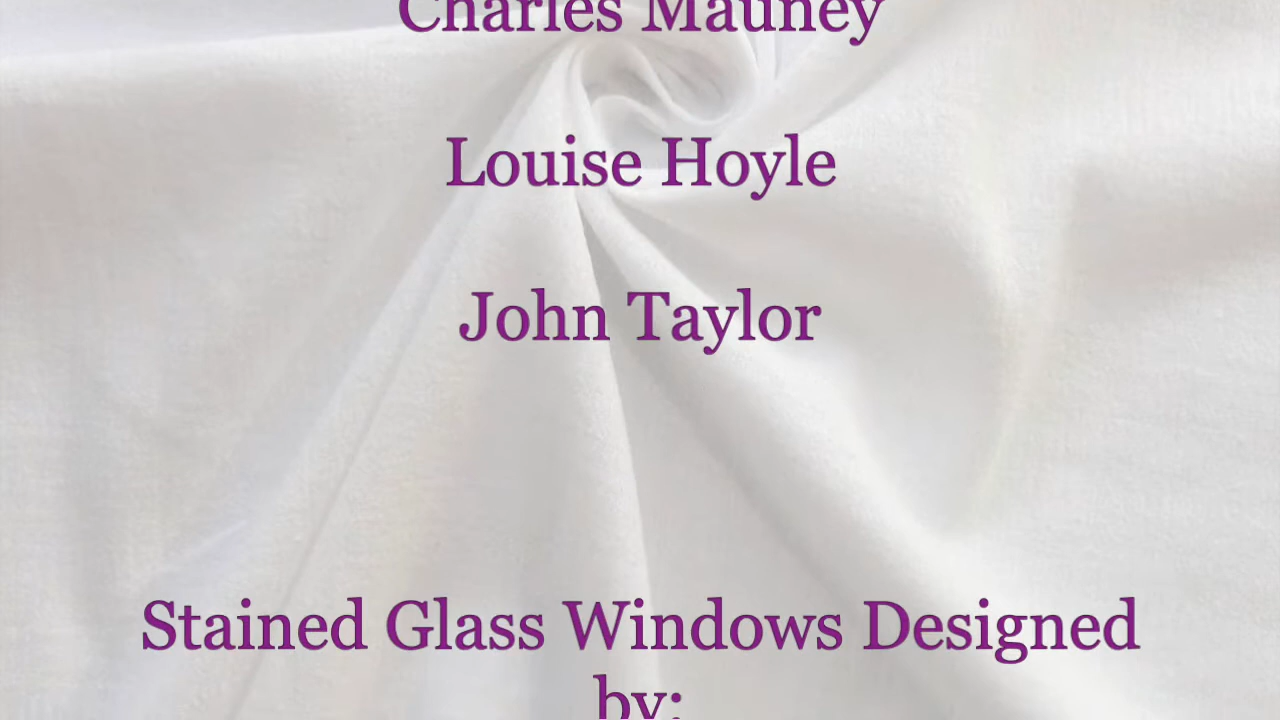 Charles Mauney
Louise Hoyle
John Taylor
Stained Glass Windows Designed
by: